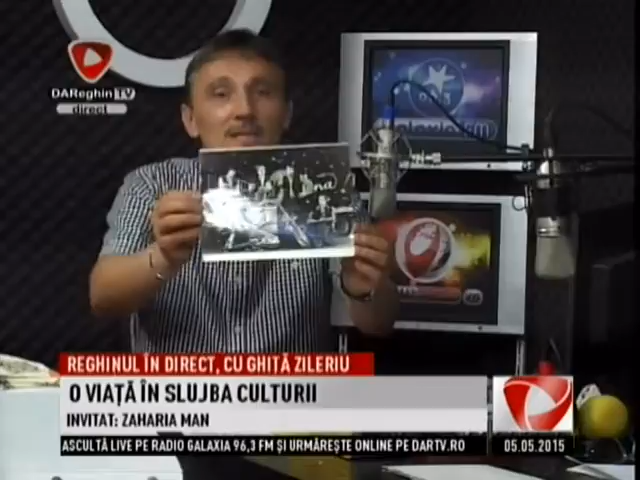 DAReghin TV
direct
REGHINUL ÎN DIRECT, CU GHIȚĂ ZILERIU
O VIAȚĂ ÎN SLUJBA CULTURII
INVITAT: ZAHARIA MAN
ASCULTĂ LIVE PE RADIO GALAXIA 96,3 FM ȘI URMĂREȘTE ONLINE PE DARTV.RO
05.05.2015